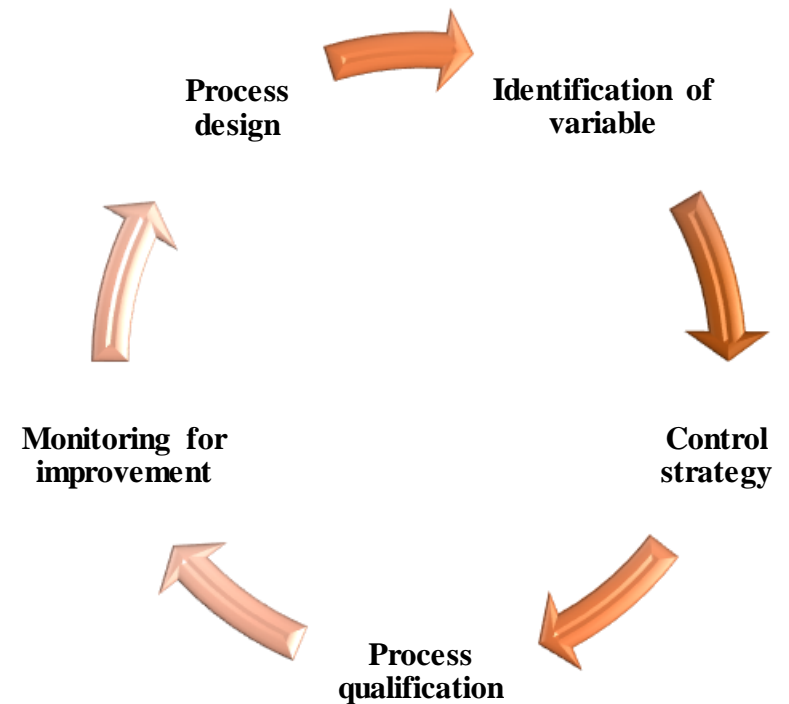 Process
design
Identification of
variable
Control
strategy
Process
qualification
Monitoring for
improvement